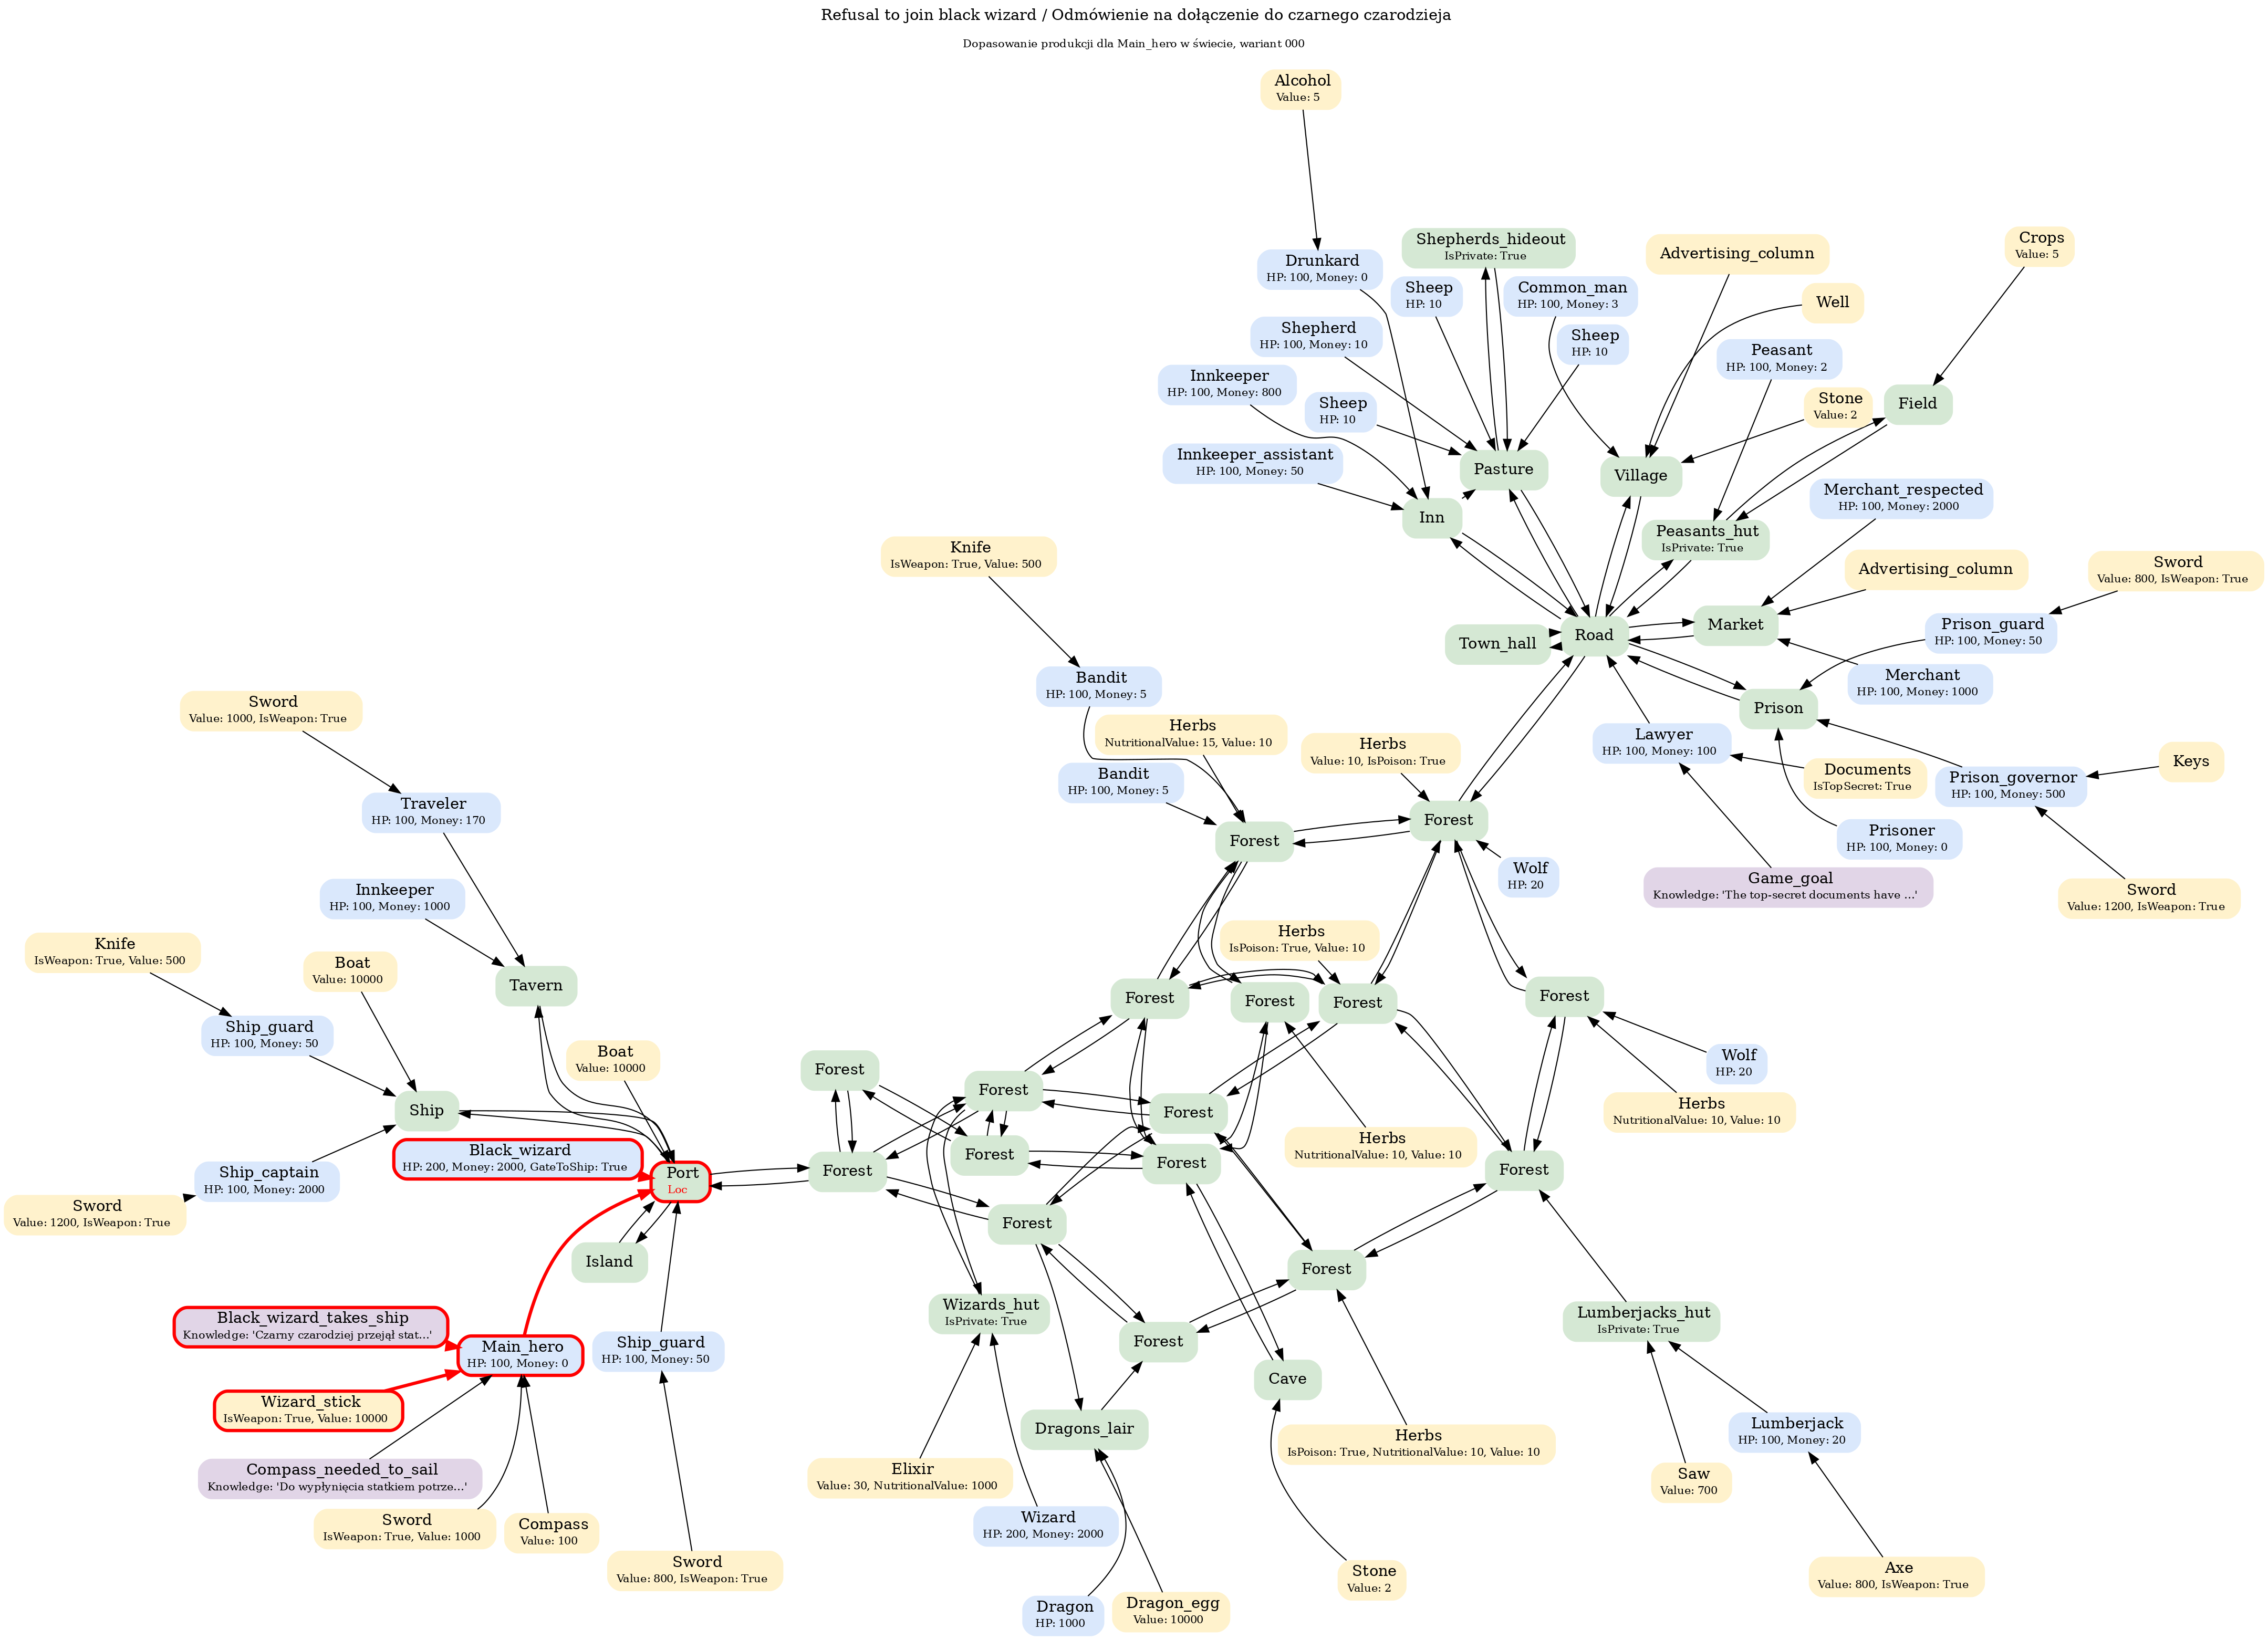 Refusal to join black wizard / Odmówienie na dołączenie do czarnego czarodzieja
Dopasowanie produkcji dla Main_hero w świecie, wariant 000
Alcohol
Value: 5
Shepherds_hideout
IsPrivate: True
Advertising_column
Crops
Value: 5
Drunkard
HP: 100, Money: 0
Sheep
HP: 10
Common_man
HP: 100, Money: 3
Well
Shepherd
HP: 100, Money: 10
Sheep
HP: 10
Peasant
HP: 100, Money: 2
Innkeeper
HP: 100, Money: 800
Sheep
HP: 10
Stone
Value: 2
Field
Innkeeper_assistant
HP: 100, Money: 50
Pasture
Village
Merchant_respected
HP: 100, Money: 2000
Inn
Peasants_hut
IsPrivate: True
Knife
IsWeapon: True, Value: 500
Advertising_column
Sword
Value: 800, IsWeapon: True
Town_hall
Road
Market
Prison_guard
HP: 100, Money: 50
Bandit
HP: 100, Money: 5
Merchant
HP: 100, Money: 1000
Sword
Value: 1000, IsWeapon: True
Prison
Herbs
NutritionalValue: 15, Value: 10
Herbs
Value: 10, IsPoison: True
Lawyer
HP: 100, Money: 100
Keys
Bandit
HP: 100, Money: 5
Documents
IsTopSecret: True
Prison_governor
HP: 100, Money: 500
Traveler
HP: 100, Money: 170
Forest
Forest
Prisoner
HP: 100, Money: 0
Wolf
HP: 20
Game_goal
Knowledge: 'The top-secret documents have ...'
Sword
Value: 1200, IsWeapon: True
Innkeeper
HP: 100, Money: 1000
Knife
IsWeapon: True, Value: 500
Boat
Value: 10000
Herbs
IsPoison: True, Value: 10
Tavern
Forest
Forest
Forest
Forest
Ship_guard
HP: 100, Money: 50
Boat
Value: 10000
Forest
Forest
Wolf
HP: 20
Ship
Forest
Herbs
NutritionalValue: 10, Value: 10
Black_wizard
HP: 200, Money: 2000, GateToShip: True
Forest
Forest
Herbs
NutritionalValue: 10, Value: 10
Ship_captain
HP: 100, Money: 2000
Port
Loc
Forest
Forest
Sword
Value: 1200, IsWeapon: True
Forest
Island
Forest
Black_wizard_takes_ship
Knowledge: 'Czarny czarodziej przejął stat...'
Wizards_hut
IsPrivate: True
Lumberjacks_hut
IsPrivate: True
Main_hero
HP: 100, Money: 0
Ship_guard
HP: 100, Money: 50
Forest
Cave
Wizard_stick
IsWeapon: True, Value: 10000
Dragons_lair
Herbs
IsPoison: True, NutritionalValue: 10, Value: 10
Lumberjack
HP: 100, Money: 20
Compass_needed_to_sail
Knowledge: 'Do wypłynięcia statkiem potrze...'
Elixir
Value: 30, NutritionalValue: 1000
Saw
Value: 700
Sword
IsWeapon: True, Value: 1000
Compass
Value: 100
Wizard
HP: 200, Money: 2000
Sword
Value: 800, IsWeapon: True
Stone
Value: 2
Axe
Value: 800, IsWeapon: True
Dragon
HP: 1000
Dragon_egg
Value: 10000